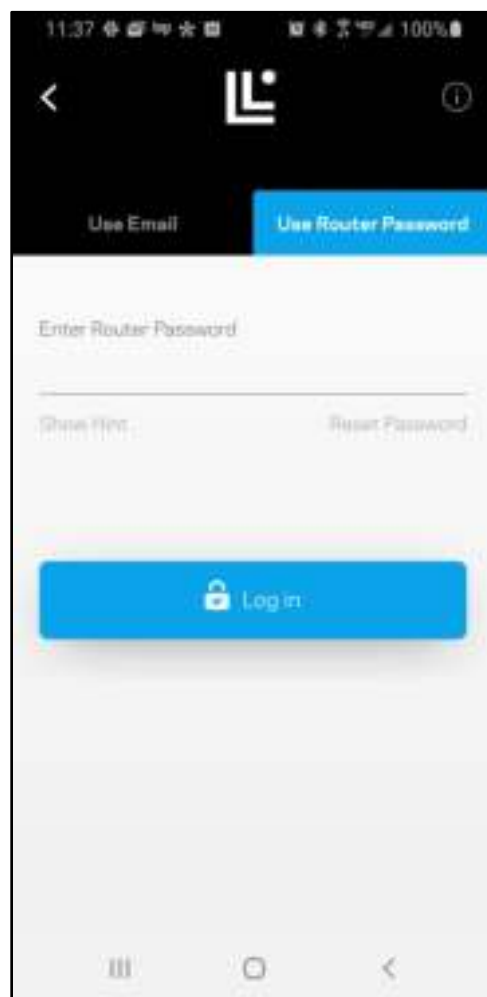 11:37 100%
Use Email Use Router Password
Enter Router Password
Show Hint Reset Password
Log in